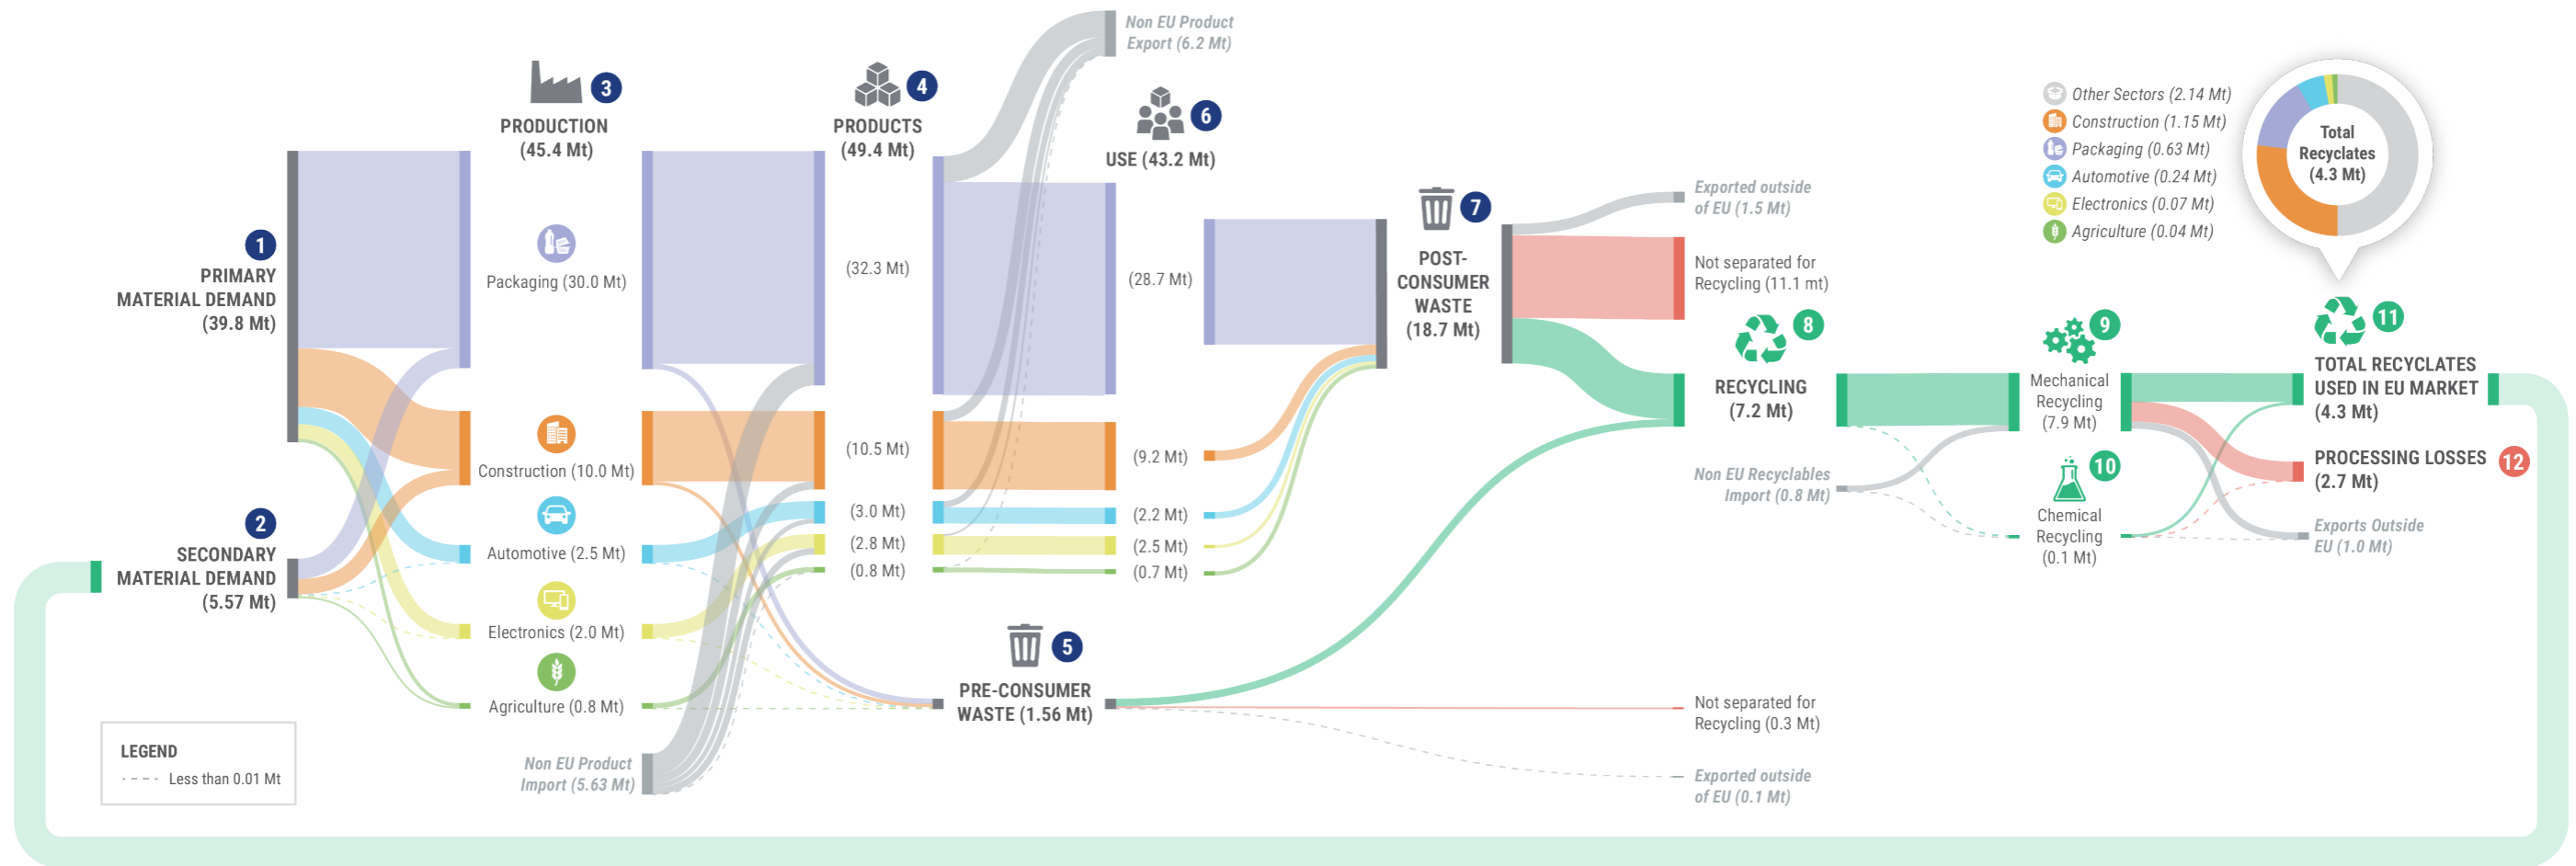 1
PRIMARY
MATERIAL DEMAND
(39.8 Mt)
2
SECONDARY
MATERIAL DEMAND
(5.57 Mt)
LEGEND
Less than 0.01 Mt
3
PRODUCTION
(45.4 Mt)
Packaging (30.0 Mt)
Construction (10.0 Mt)
Automotive (2.5 Mt)
Electronics (2.0 Mt)
Agriculture (0.8 Mt)
Non EU Product
Import (5.63 Mt)
4
PRODUCTS
(49.4 Mt)
(32.3 Mt)
(10.5 Mt)
(3.0 Mt)
(2.8 Mt)
(0.8 Mt)
5
PRE-CONSUMER
WASTE (1.56 Mt)
Non EU Product
Export (6.2 Mt)
6
USE (43.2 Mt)
(28.7 Mt)
(9.2 Mt)
(2.2 Mt)
(2.5 Mt)
(0.7 Mt)
7
POST-
CONSUMER
WASTE
(18.7 Mt)
Exported outside
of EU (1.5 Mt)
Not separated for
Recycling (11.1 mt)
8
RECYCLING
(7.2 Mt)
Non EU Recyclables
Import (0.8 Mt)
Not separated for
Recycling (0.3 Mt)
Exported outside
of EU (0.1 Mt)
9
Mechanical
Recycling
(7.9 Mt)
10
Chemical
Recycling
(0.1 Mt)
Other Sectors (2.14 Mt)
Construction (1.15 Mt)
Packaging (0.63 Mt)
Automotive (0.24 Mt)
Electronics (0.07 Mt)
Agriculture (0.04 Mt)
Total
Recyclates
(4.3 Mt)
11
TOTAL RECYCLATES
USED IN EU MARKET
(4.3 Mt)
PROCESSING LOSSES 12
(2.7 Mt)
Exports Outside
EU (1.0 Mt)